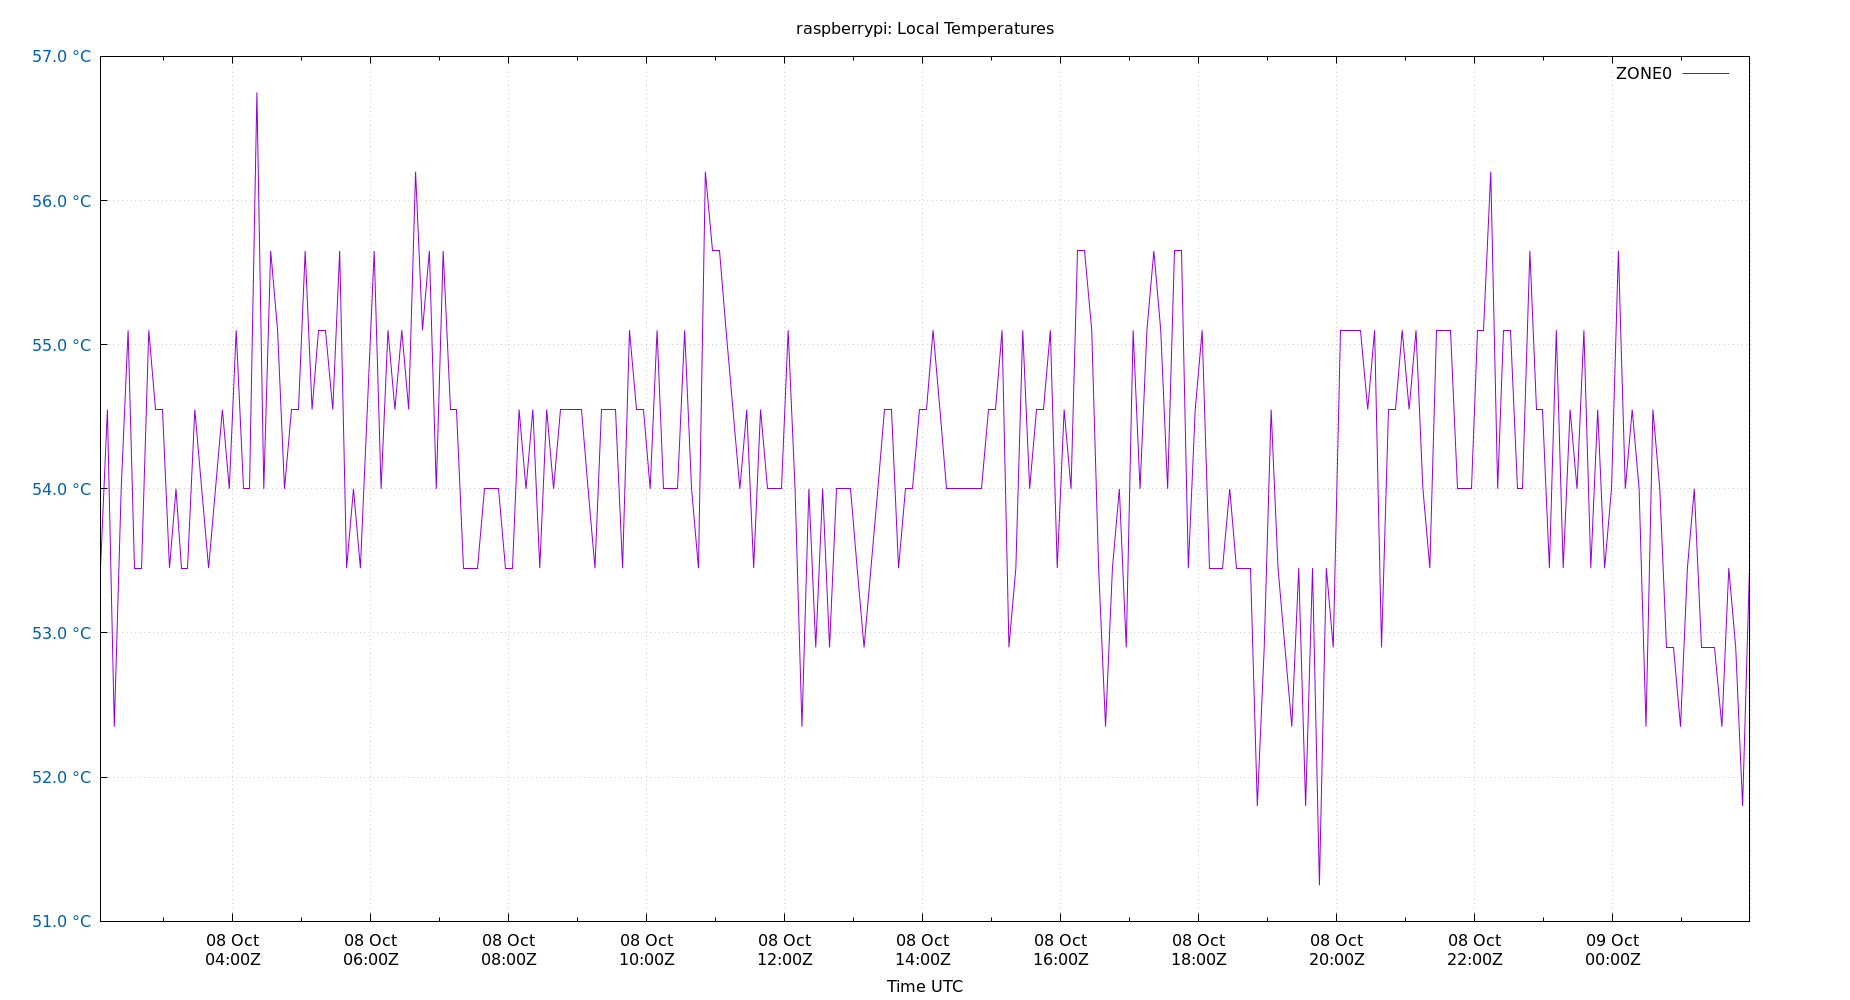 raspberrypi: Local Temperatures
57.0 °C
ZONE0
56.0 °C
55.0 °C
54.0 °C
53.0 °C
52.0 °C
51.0 °C
08 Oct 08 Oct 08 Oct 08 Oct 08 Oct 08 Oct 08 Oct 08 Oct 08 Oct 08 Oct 09 Oct
04:00Z 06:00Z 08:00Z 10:00Z 12:00Z 14:00Z 16:00Z 18:00Z 20:00Z 22:00Z 00:00Z
Time UTC